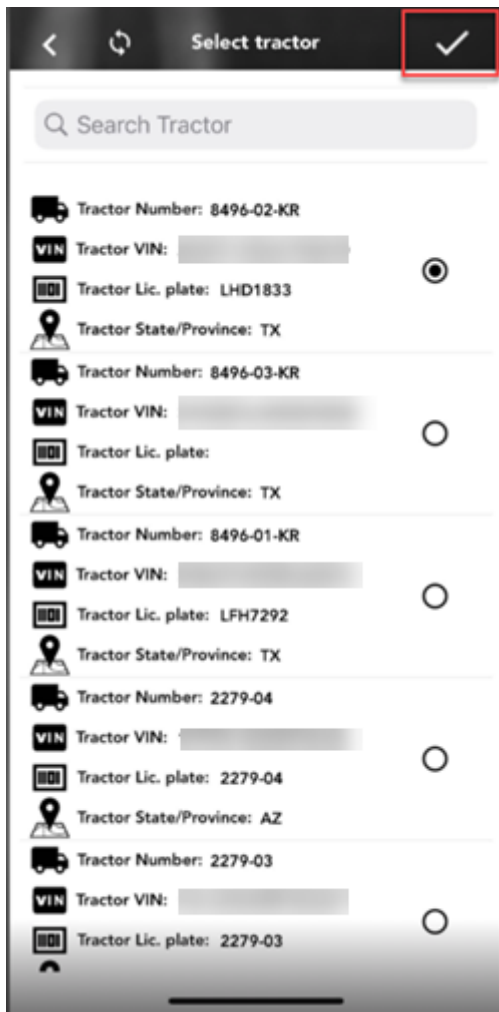 Select tractor
Search Tractor
Tractor Number: 8496-02-KR
VIN Tractor VIN:
Tractor Lic. plate: LHD1833
Tractor State/Province: TX
Tractor Number: 8496-03-KR
VIN Tractor VIN:
Tractor Lic. plate:
Tractor State/Province: TX
Tractor Number: 8496-01-KR
VIN Tractor VIN:
Tractor Lic. plate: LFH7292
Tractor State/Province: TX
Tractor Number: 2279-04
VIN Tractor VIN:
Tractor Lic. plate: 2279-04
Tractor State/Province: AZ
Tractor Number: 2279-03
VIN Tractor VIN:
Tractor Lic. plate: 2279-03